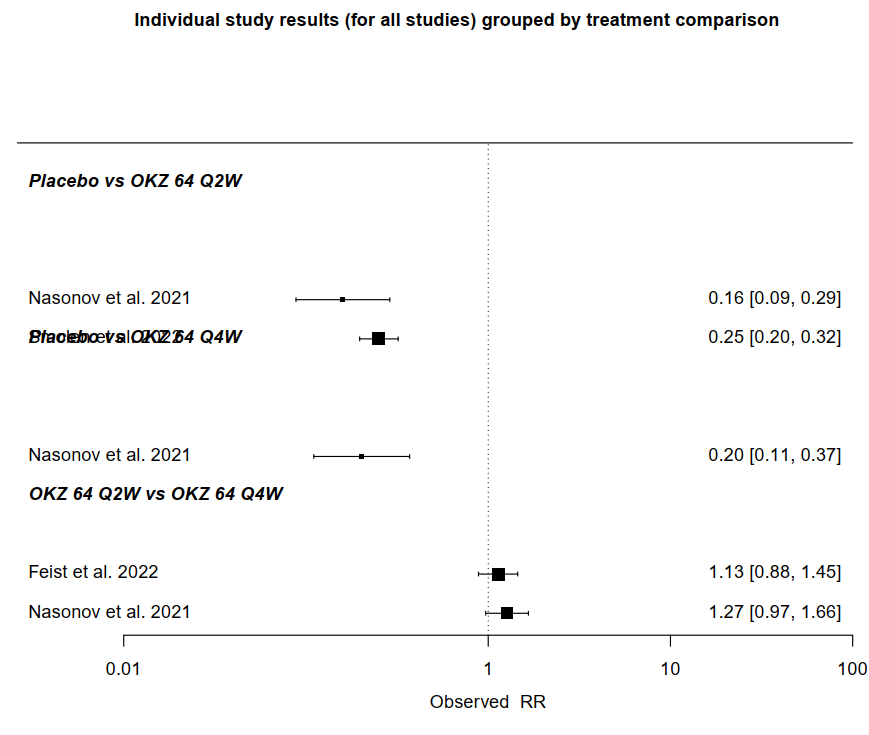 Individual study results (for all studies) grouped by treatment comparison
Placebo vs OKZ 64 Q2W
Nasonov et al. 2021 0.16 [0.09, 0.29]
Placebo vs OKZ 64 Q4W
et al. 2022 0.25 [0.20, 0.32]
Nasonov et al. 2021 0.20 [0.11, 0.37]
OKZ 64 Q2W vs OKZ 64 Q4W
Feist et al. 2022 1.13 [0.88, 1.45]
Nasonov et al. 2021 1.27 [0.97, 1.66]
0.01 1 10 100
Observed RR